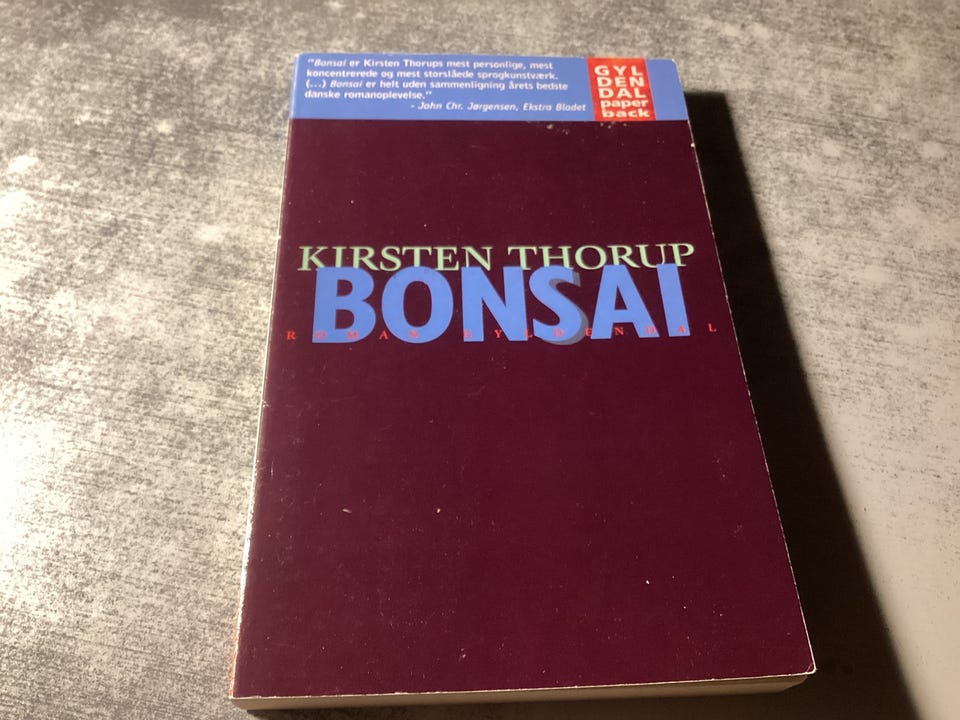 "Bonsai er Kirsten Thorups mest personlige, mest
koncentrerede og mest storslåede sprogkunstværk.
(...) Bonsai er helt uden sammenligning årets bedste
danske romanoplevelse."
- John Chr. Jørgensen, Ekstra Bladet
GYL
DEN
DAL
paper
back
KIRSTEN THORUP
BONSAI
ROMAN GYLDENDAL